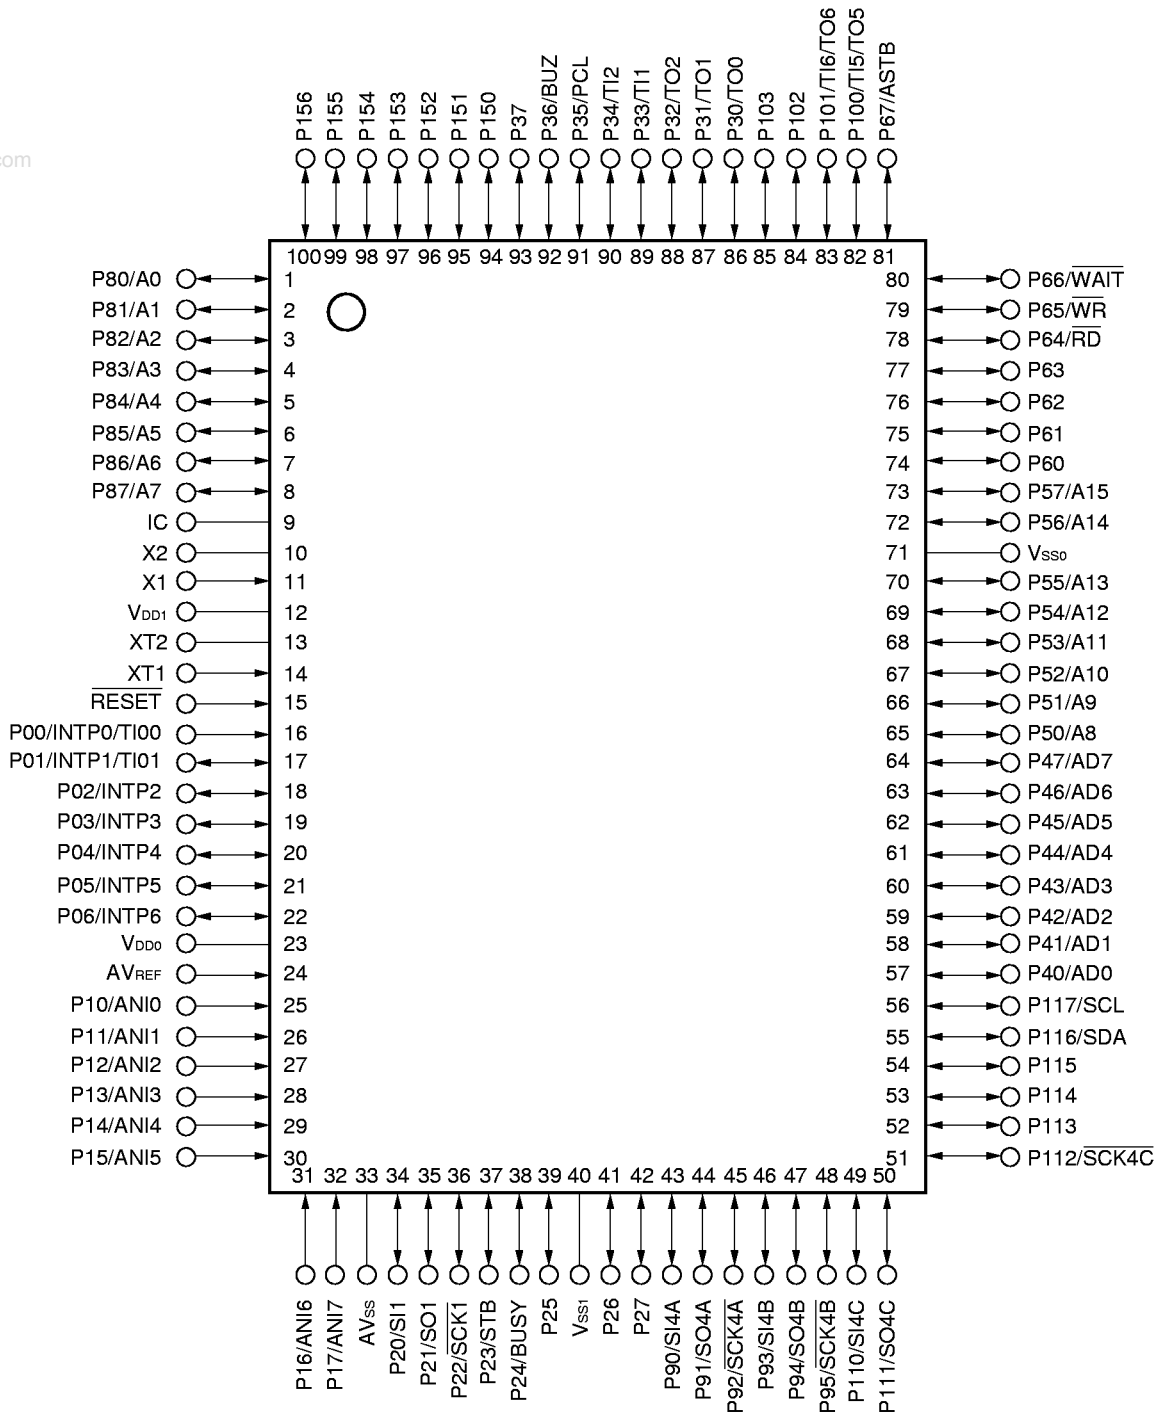 P156
P155
P154
P153
P152
P151
P150
P37
P36/BUZ
P35/PCL
P34/TI2
P33/TI1
P32/TO2
P31/TO1
P30/TO0
P103
P102
P101/TI6/TO6
P100/TI5/TO5
P67/ASTB
com
100 99 98 97 96 95 94 93 92 91 90 89 88 87 86 85 84 83 82 81
P80/A0 1 80 P66/WAIT
P81/A1 2 79 P65/WR
P82/A2 3 78 P64/RD
P83/A3 4 77 P63
P84/A4 5 76 P62
P85/A5 6 75 P61
P86/A6 7 74 P60
P87/A7 8 73 P57/A15
IC 9 72 P56/A14
X2 10 71 VSS0
X1 11 70 P55/A13
VDD1 12 69 P54/A12
XT2 13 68 P53/A11
XT1 14 67 P52/A10
RESET 15 66 P51/A9
P00/INTP0/TI00 16 65 P50/A8
P01/INTP1/TI01 17 64 P47/AD7
P02/INTP2 18 63 P46/AD6
P03/INTP3 19 62 P45/AD5
P04/INTP4 20 61 P44/AD4
P05/INTP5 21 60 P43/AD3
P06/INTP6 22 59 P42/AD2
VDD0 23 58 P41/AD1
AVREF 24 57 P40/AD0
P10/ANI0 25 56 P117/SCL
P11/ANI1 26 55 P116/SDA
P12/ANI2 27 54 P115
P13/ANI3 28 53 P114
P14/ANI4 29 52 P113
P15/ANI5 30 51 P112/SCK4C
31 32 33 34 35 36 37 38 39 40 41 42 43 44 45 46 47 48 49 50
P16/ANI6
P17/ANI7
AVSS
P20/SI1
P21/SO1
P22/SCK1
P23/STB
P24/BUSY
P25
VSS1
P26
P27
P90/SI4A
P91/SO4A
P92/SCK4A
P93/SI4B
P94/SO4B
P95/SCK4B
P110/SI4C
P111/SO4C